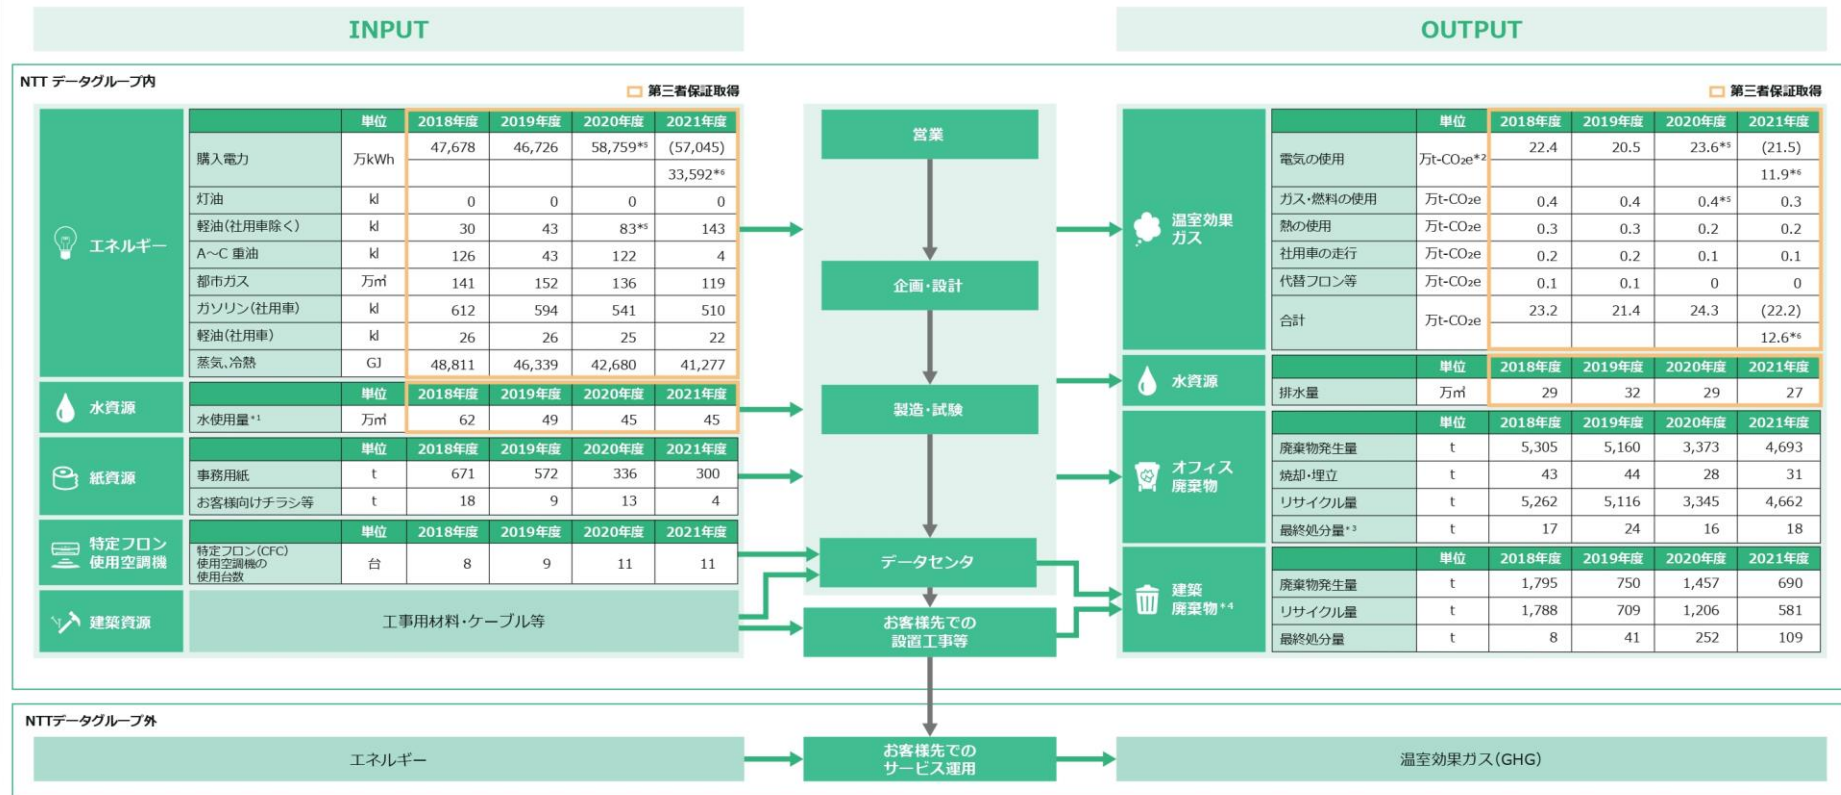 INPUT
OUTPUT
NTT データグループ内
第三者保証取得
エネルギー
単位 2018年度 2019年度 2020年度 2021年度
購入電力 万kWh 47,678 46,726 58,759*5 (57,045)
33,592*6
灯油 kl 0 0 0 0
軽油(社用車除く) kl 30 43 83*5 143
A〜C 重油 kl 126 43 122 4
都市ガス 万㎥ 141 152 136 119
ガソリン(社用車) kl 612 594 541 510
軽油(社用車) kl 26 26 25 22
蒸気、冷熱 GJ 48,811 46,339 42,680 41,277
水資源
単位 2018年度 2019年度 2020年度 2021年度
水使用量*1 万㎥ 62 49 45 45
紙資源
単位 2018年度 2019年度 2020年度 2021年度
事務用紙 t 671 572 336 300
お客様向けチラシ等 t 18 9 13 4
特定フロン
使用空調機
単位 2018年度 2019年度 2020年度 2021年度
特定フロン(CFC)
使用空調機の
使用台数
台 8 9 11 11
建築資源
工事用材料・ケーブル等
営業
企画・設計
製造・試験
データセンタ
お客様先での
設置工事等
第三者保証取得
温室効果
ガス
単位 2018年度 2019年度 2020年度 2021年度
電気の使用 万t-CO₂e*2 22.4 20.5 23.6*5 (21.5)
11.9*6
ガス・燃料の使用 万t-CO₂e 0.4 0.4 0.4*5 0.3
熱の使用 万t-CO₂e 0.3 0.3 0.2 0.2
社用車の走行 万t-CO₂e 0.2 0.2 0.1 0.1
代替フロン等 万t-CO₂e 0.1 0.1 0 0
合計 万t-CO₂e 23.2 21.4 24.3 (22.2)
12.6*6
水資源
単位 2018年度 2019年度 2020年度 2021年度
排水量 万㎥ 29 32 29 27
オフィス
廃棄物
単位 2018年度 2019年度 2020年度 2021年度
廃棄物発生量 t 5,305 5,160 3,373 4,693
焼却・埋立 t 43 44 28 31
リサイクル量 t 5,262 5,116 3,345 4,662
最終処分量*3 t 17 24 16 18
建築
廃棄物*4
単位 2018年度 2019年度 2020年度 2021年度
廃棄物発生量 t 1,795 750 1,457 690
リサイクル量 t 1,788 709 1,206 581
最終処分量 t 8 41 252 109
NTTデータグループ外
エネルギー
お客様先での
サービス運用
温室効果ガス(GHG)